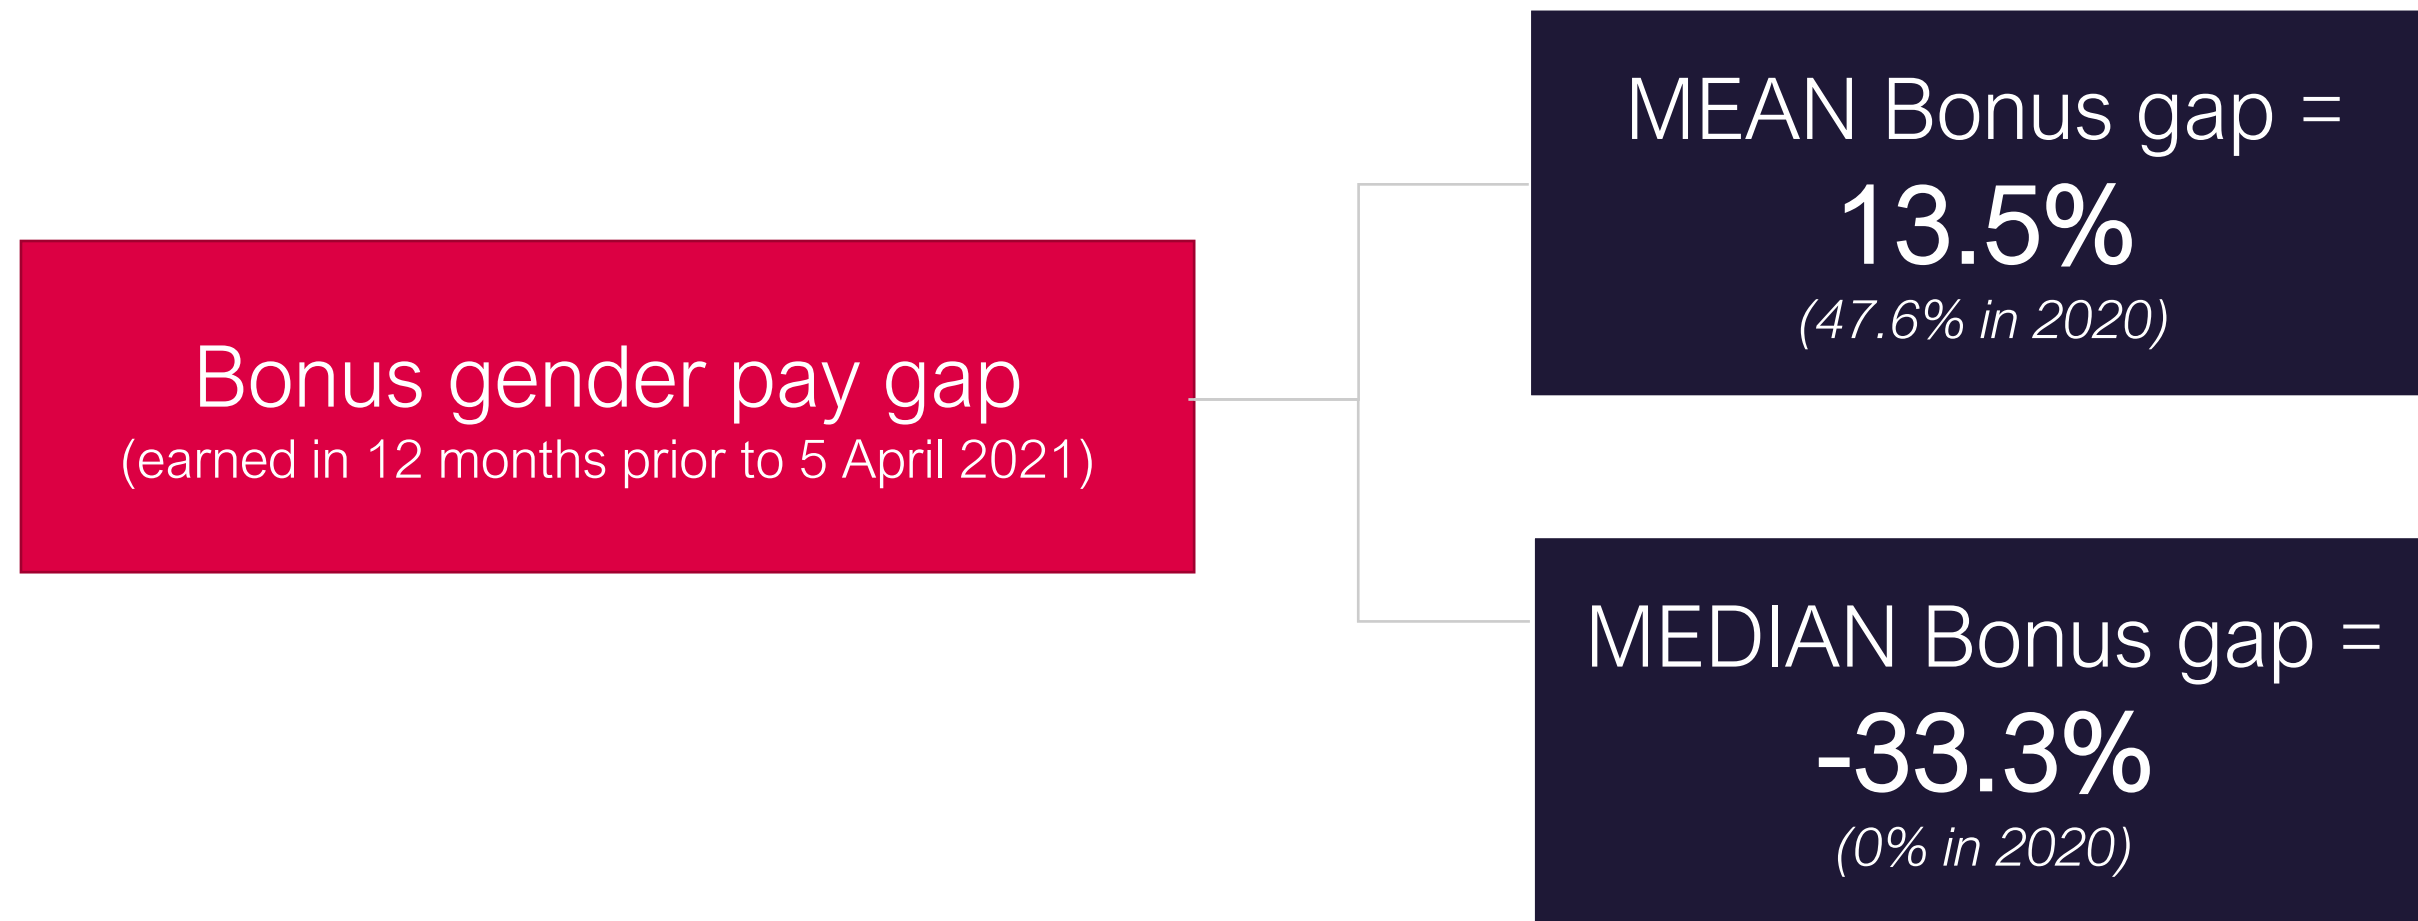 Bonus gender pay gap
(earned in 12 months prior to 5 April 2021)
MEAN Bonus gap =
13.5%
(47.6% in 2020)
MEDIAN Bonus gap =
-33.3%
(0% in 2020)